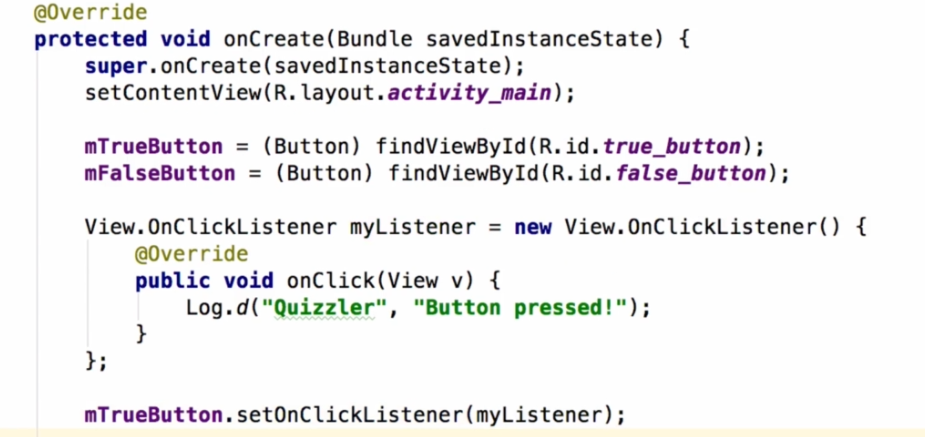 @Override
protected void onCreate(Bundle savedInstanceState) {
super.onCreate(savedInstanceState);
setContentView(R.layout.activity_main);
mTrueButton = (Button) findViewById(R.id.true_button);
mFalseButton = (Button) findViewById(R.id.false_button);
View.OnClickListener myListener = new View.OnClickListener() {
@Override
public void onClick(View v) {
Log.d("Quizzler", "Button pressed!");
}
};
mTrueButton.setOnClickListener(myListener);